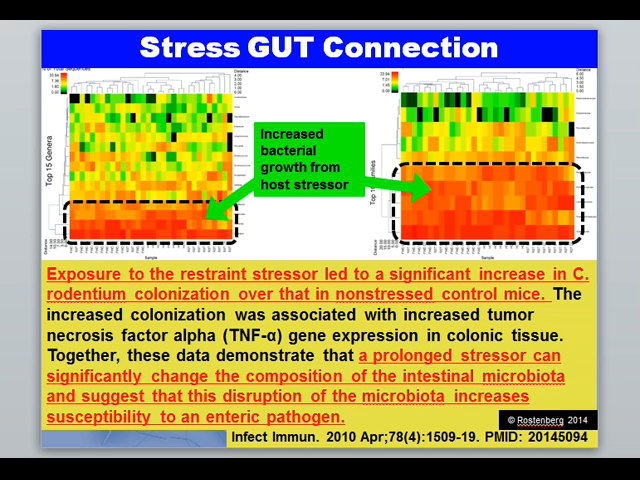 Stress GUT Connection
Top 15 Genera
Distance
Sample
Increased
bacterial
growth from
host stressor
Distance
Sample
Exposure to the restraint stressor led to a significant increase in C.
rodentium colonization over that in nonstressed control mice. The
increased colonization was associated with increased tumor
necrosis factor alpha (TNF-α) gene expression in colonic tissue.
Together, these data demonstrate that a prolonged stressor can
significantly change the composition of the intestinal microbiota
and suggest that this disruption of the microbiota increases
susceptibility to an enteric pathogen.
© Rostenberg 2014
Infect Immun. 2010 Apr;78(4):1509-19. PMID: 20145094